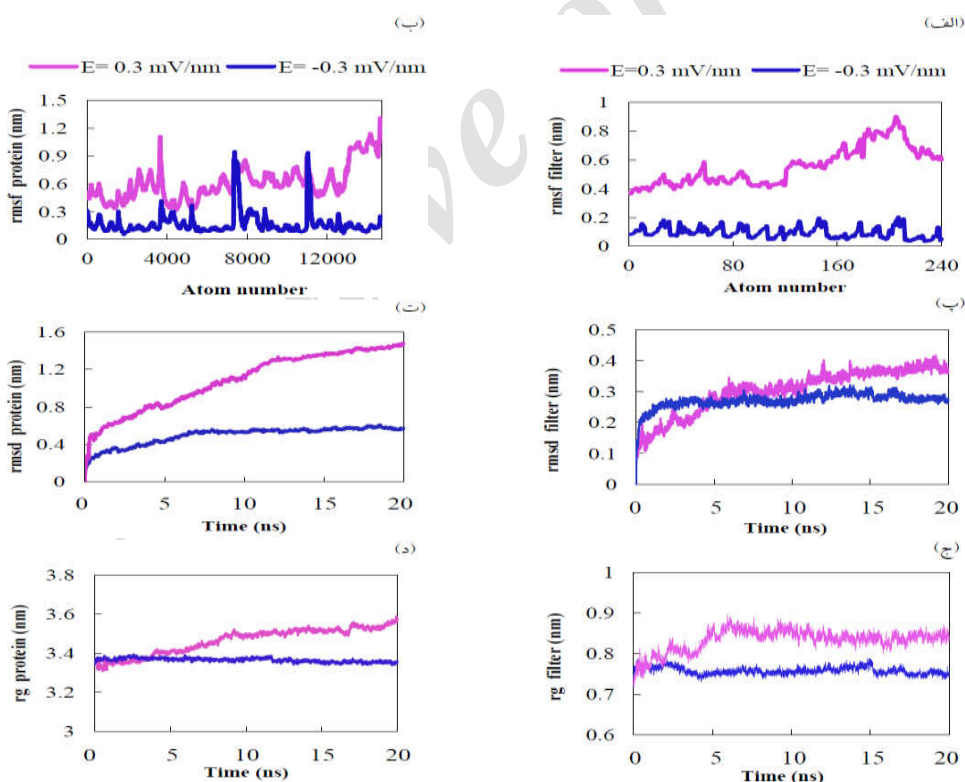 (ب)
(الف)
E= 0.3 mV/nm E= -0.3 mV/nm
E=0.3 mV/nm E= -0.3 mV/nm
rmsf protein (nm)
1.5
1.2
0.9
0.6
0.3
0
0 4000 8000 12000
Atom number
rmsf filter (nm)
1
0.8
0.6
0.4
0.2
0
0 80 160 240
Atom number
(ت)
(پ)
rmsd protein (nm)
1.6
1.2
0.8
0.4
0
0 5 10 15 20
Time (ns)
rmsd filter (nm)
0.5
0.4
0.3
0.2
0.1
0
0 5 10 15 20
Time (ns)
(د)
(ج)
rg protein (nm)
3.8
3.6
3.4
3.2
3
0 5 10 15 20
Time (ns)
rg filter (nm)
1
0.9
0.8
0.7
0.6
0 5 10 15 20
Time (ns)